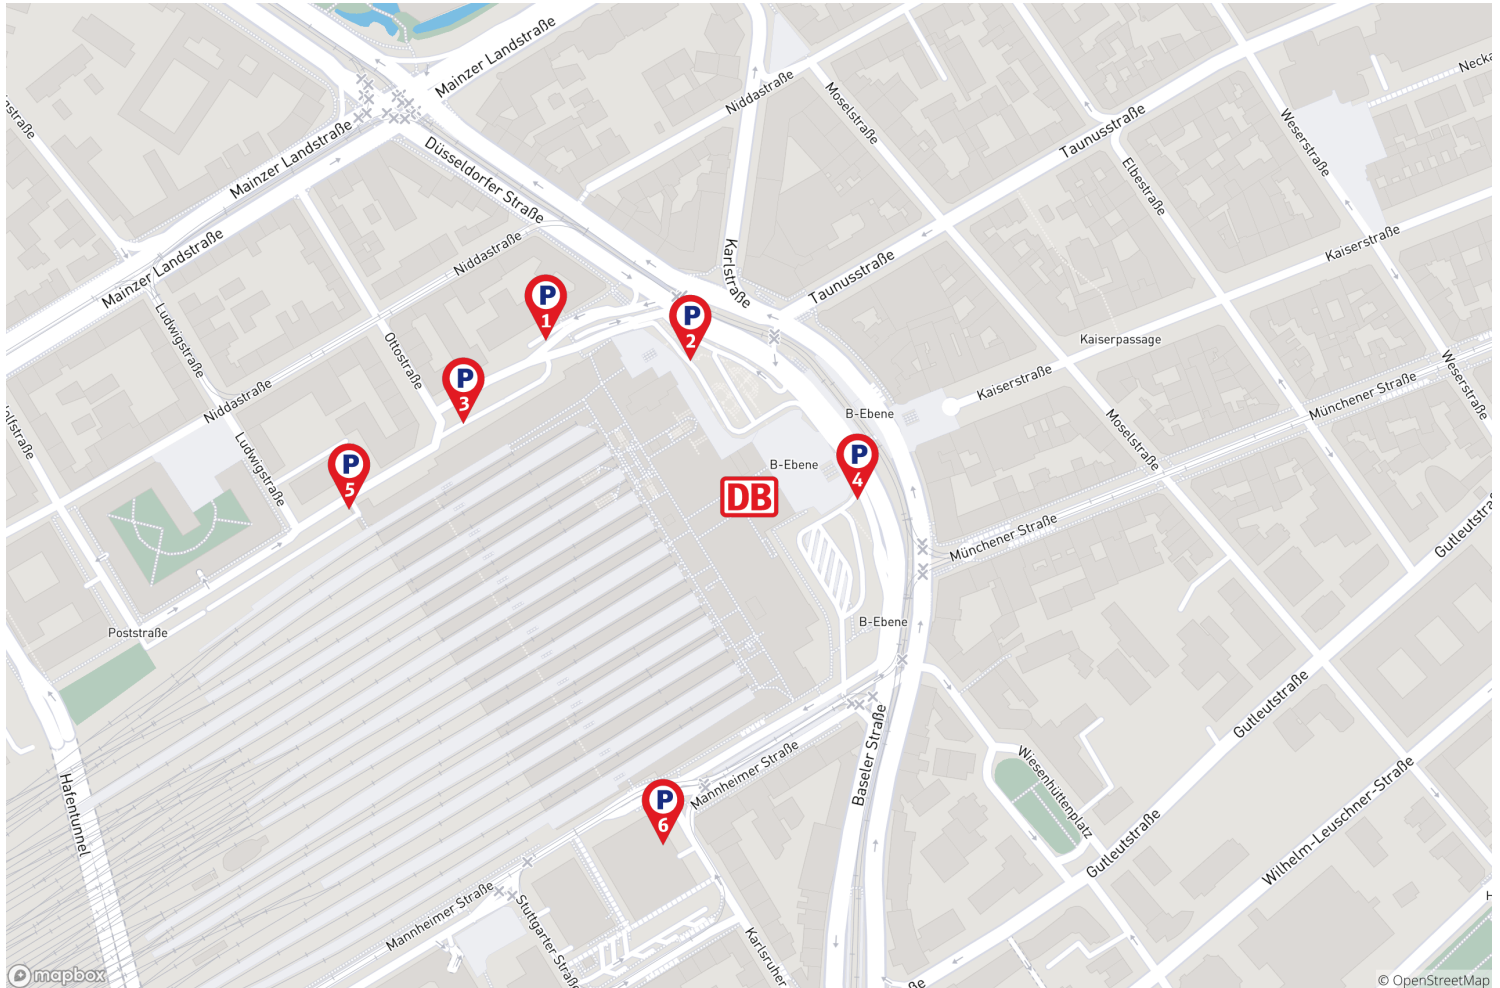 Mainzer Landstraße
Niddastraße
Moselstraße
Taunusstraße
Weserstraße
Mainzer Landstraße
Düsseldorfer Straße
Elbestraße
Mainzer Landstraße
Niddastraße
Karlstraße
Taunusstraße
Kaiserstraße
P
1
P
2
Ludwigstraße
Ottostraße
Kaiserpassage
P
3
Niddastraße
Kaiserstraße
Münchener Straße
Weserstraße
B-Ebene
Moselstraße
Ludwigstraße
P
5
B-Ebene
P
4
DB
Münchener Straße
Poststraße
B-Ebene
Gutleutstraße
Hafentunnel
Mannheimer Straße
Baseler Straße
Wiesenhüttenplatz
P
6
Gutleutstraße
Wilhelm-Leuschner-Straße
Mannheimer Straße
Stuttgarter Straße
Karlsruher
mapbox
© OpenStreetMap